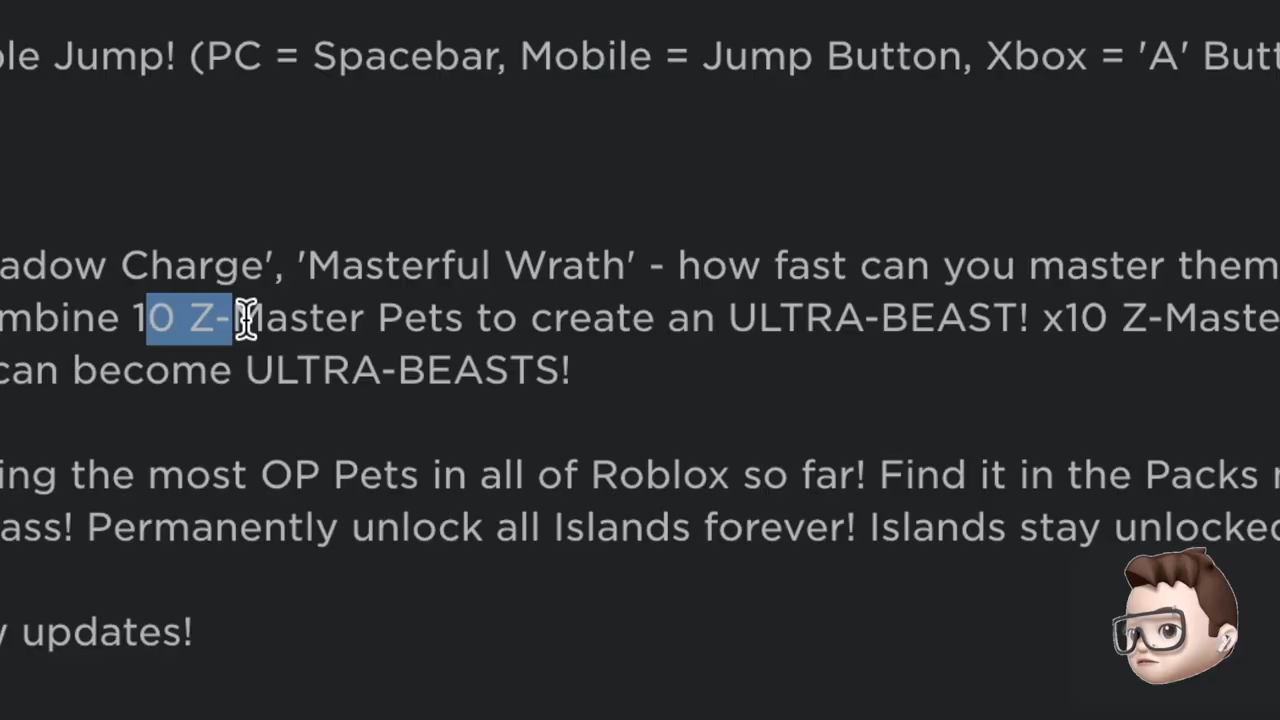 ble Jump! (PC = Spacebar, Mobile = Jump Button, Xbox = 'A' Butt
adow Charge', 'Masterful Wrath' - how fast can you master them
mbine 10 Z-Master Pets to create an ULTRA-BEAST! x10 Z-Maste
can become ULTRA-BEASTS!
ing the most OP Pets in all of Roblox so far! Find it in the Packs
ass! Permanently unlock all Islands forever! Islands stay unlocked
y updates!